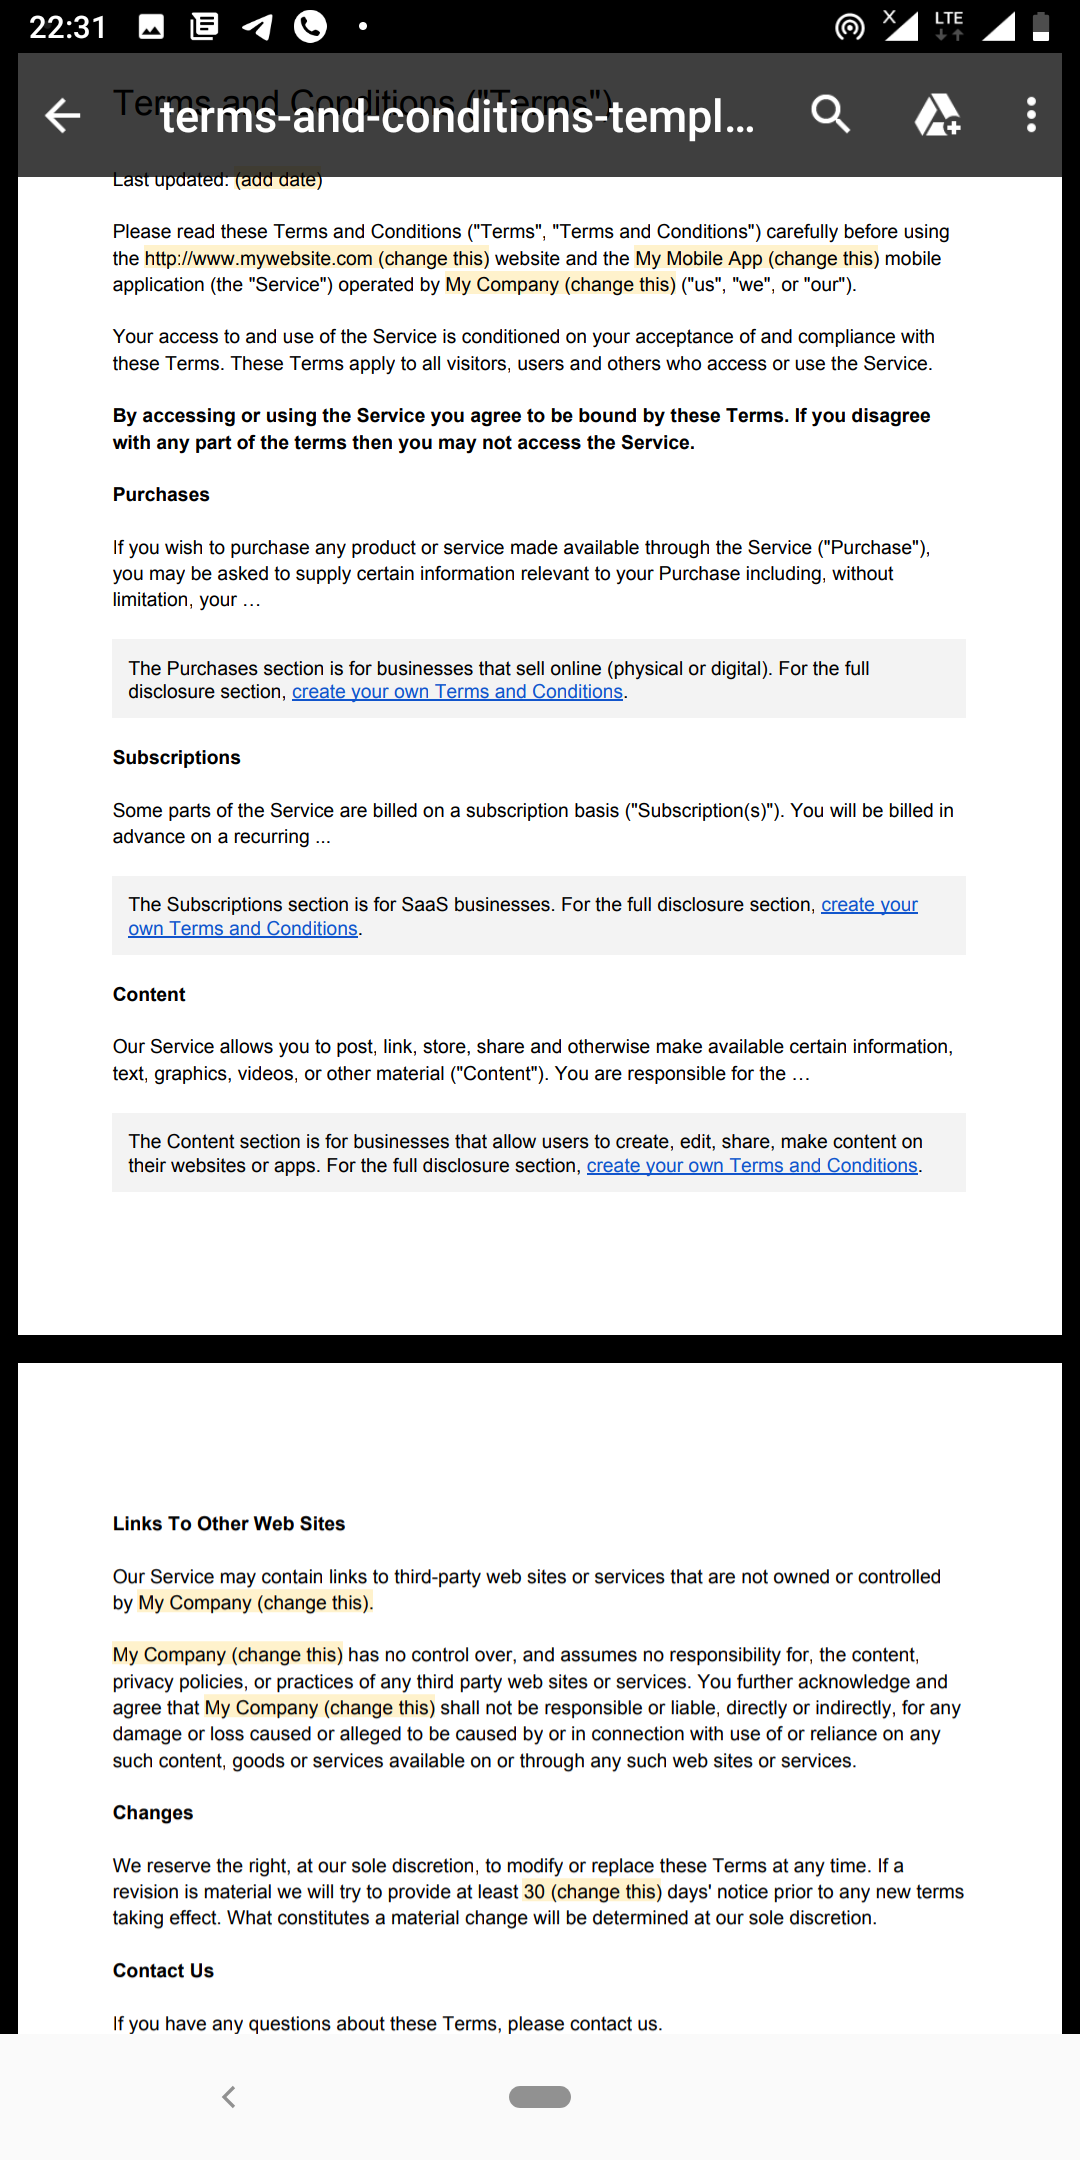 22:31
LTE
Terms and Conditions ("Terms")
terms-and-conditions-templ...
Last updated: (add date)
Please read these Terms and Conditions ("Terms", "Terms and Conditions") carefully before using
the http://www.mywebsite.com (change this) website and the My Mobile App (change this) mobile
application (the "Service") operated by My Company (change this) ("us", "we", or "our").
Your access to and use of the Service is conditioned on your acceptance of and compliance with
these Terms. These Terms apply to all visitors, users and others who access or use the Service.
By accessing or using the Service you agree to be bound by these Terms. If you disagree
with any part of the terms then you may not access the Service.
Purchases
If you wish to purchase any product or service made available through the Service ("Purchase"),
you may be asked to supply certain information relevant to your Purchase including, without
limitation, your …
The Purchases section is for businesses that sell online (physical or digital). For the full
disclosure section, create your own Terms and Conditions.
Subscriptions
Some parts of the Service are billed on a subscription basis ("Subscription(s)"). You will be billed in
advance on a recurring ...
The Subscriptions section is for SaaS businesses. For the full disclosure section, create your
own Terms and Conditions.
Content
Our Service allows you to post, link, store, share and otherwise make available certain information,
text, graphics, videos, or other material ("Content"). You are responsible for the …
The Content section is for businesses that allow users to create, edit, share, make content on
their websites or apps. For the full disclosure section, create your own Terms and Conditions.
Links To Other Web Sites
Our Service may contain links to third-party web sites or services that are not owned or controlled
by My Company (change this).
My Company (change this) has no control over, and assumes no responsibility for, the content,
privacy policies, or practices of any third party web sites or services. You further acknowledge and
agree that My Company (change this) shall not be responsible or liable, directly or indirectly, for any
damage or loss caused or alleged to be caused by or in connection with use of or reliance on any
such content, goods or services available on or through any such web sites or services.
Changes
We reserve the right, at our sole discretion, to modify or replace these Terms at any time. If a
revision is material we will try to provide at least 30 (change this) days' notice prior to any new terms
taking effect. What constitutes a material change will be determined at our sole discretion.
Contact Us
If you have any questions about these Terms, please contact us.